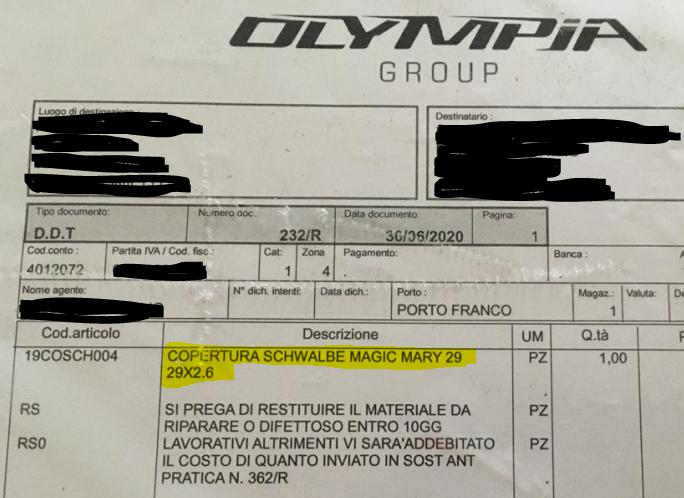 OLYMPIA
GROUP
Luogo di destinazione :
Destinatario :
Tipo documento: Numero doc. Data documento: Pagina:
D.D.T 232/R 30/06/2020 1
Cod.conto : Partita IVA / Cod. fisc.: Cat: Zona Pagamento: Banca :
4012072 1 4 .
Nome agente: N° dich. intenti: Data dich.: Porto : Magaz.: Valuta:
PORTO FRANCO 1
Cod.articolo Descrizione UM Q.tà
19COSCH004 COPERTURA SCHWALBE MAGIC MARY 29 PZ 1,00
29X2.6
RS SI PREGA DI RESTITUIRE IL MATERIALE DA PZ
RIPARARE O DIFETTOSO ENTRO 10GG
RS0 LAVORATIVI ALTRIMENTI VI SARA'ADDEBITATO PZ
IL COSTO DI QUANTO INVIATO IN SOST ANT
PRATICA N. 362/R